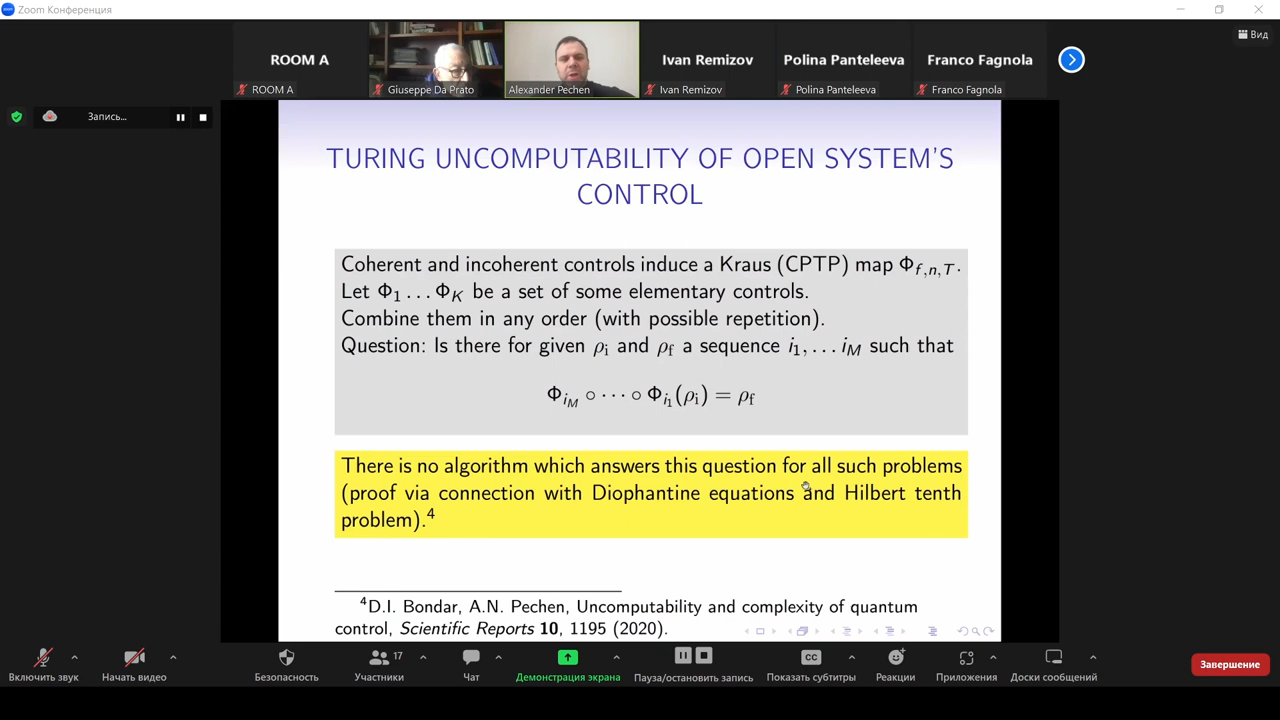 Zoom Конференция
Вид
ROOM A
Ivan Remizov
Polina Panteleeva
Franco Fagnola
ROOM A
Giuseppe Da Prato
Alexander Pechen
Ivan Remizov
Polina Panteleeva
Franco Fagnola
Запись...
TURING UNCOMPUTABILITY OF OPEN SYSTEM'S
CONTROL
Coherent and incoherent controls induce a Kraus (CPTP) map Φ_{f,n,T}.
Let Φ₁ … Φ_K be a set of some elementary controls.
Combine them in any order (with possible repetition).
Question: Is there for given ρᵢ and ρ_f a sequence i₁, … i_M such that
Φ_{i_M} ∘ ⋯ ∘ Φ_{i₁}(ρᵢ) = ρ_f
There is no algorithm which answers this question for all such problems
(proof via connection with Diophantine equations and Hilbert tenth
problem).⁴
⁴D.I. Bondar, A.N. Pechen, Uncomputability and complexity of quantum
control, Scientific Reports 10, 1195 (2020).
17
CC
Включить звук
Начать видео
Безопасность
Участники
Чат
Демонстрация экрана
Пауза/остановить запись
Показать субтитры
Реакции
Приложения
Доски сообщений
Завершение